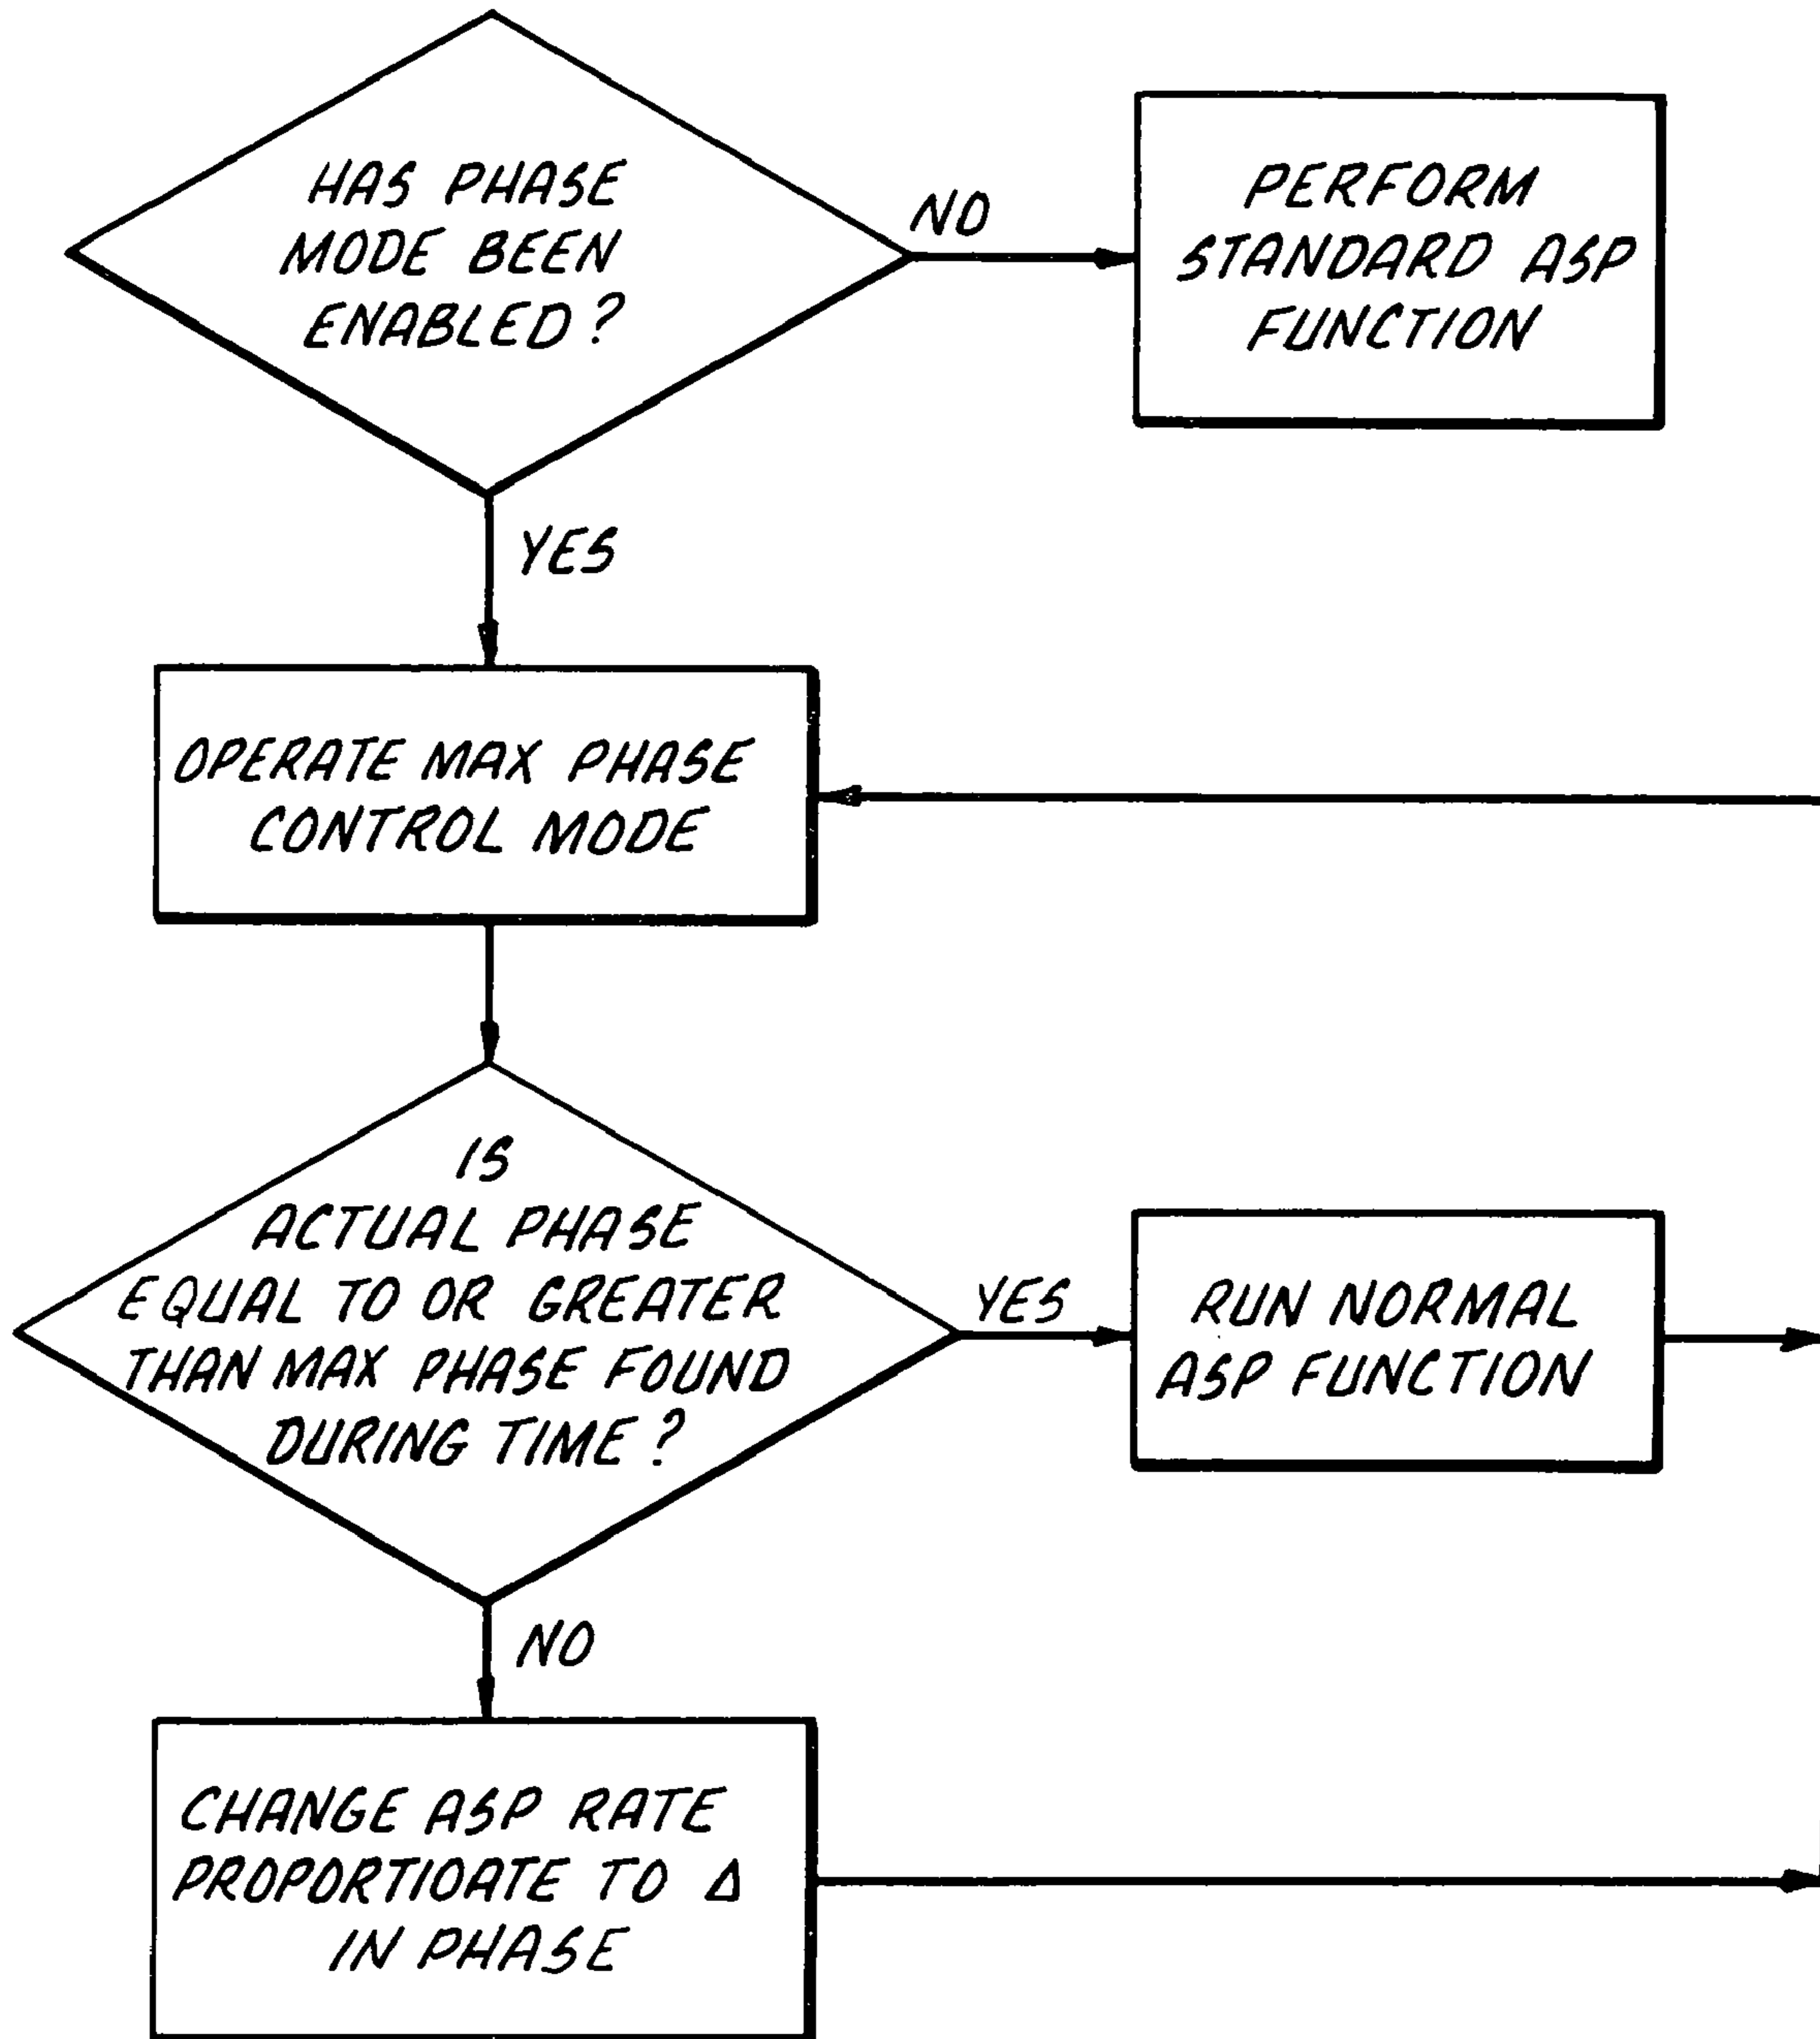 HAS PHASE
MODE BEEN
ENABLED?
NO
PERFORM
STANDARD ASP
FUNCTION
YES
OPERATE MAX PHASE
CONTROL MODE
IS
ACTUAL PHASE
EQUAL TO OR GREATER
THAN MAX PHASE FOUND
DURING TIME?
YES
RUN NORMAL
ASP FUNCTION
NO
CHANGE ASP RATE
PROPORTIOATE TO Δ
IN PHASE